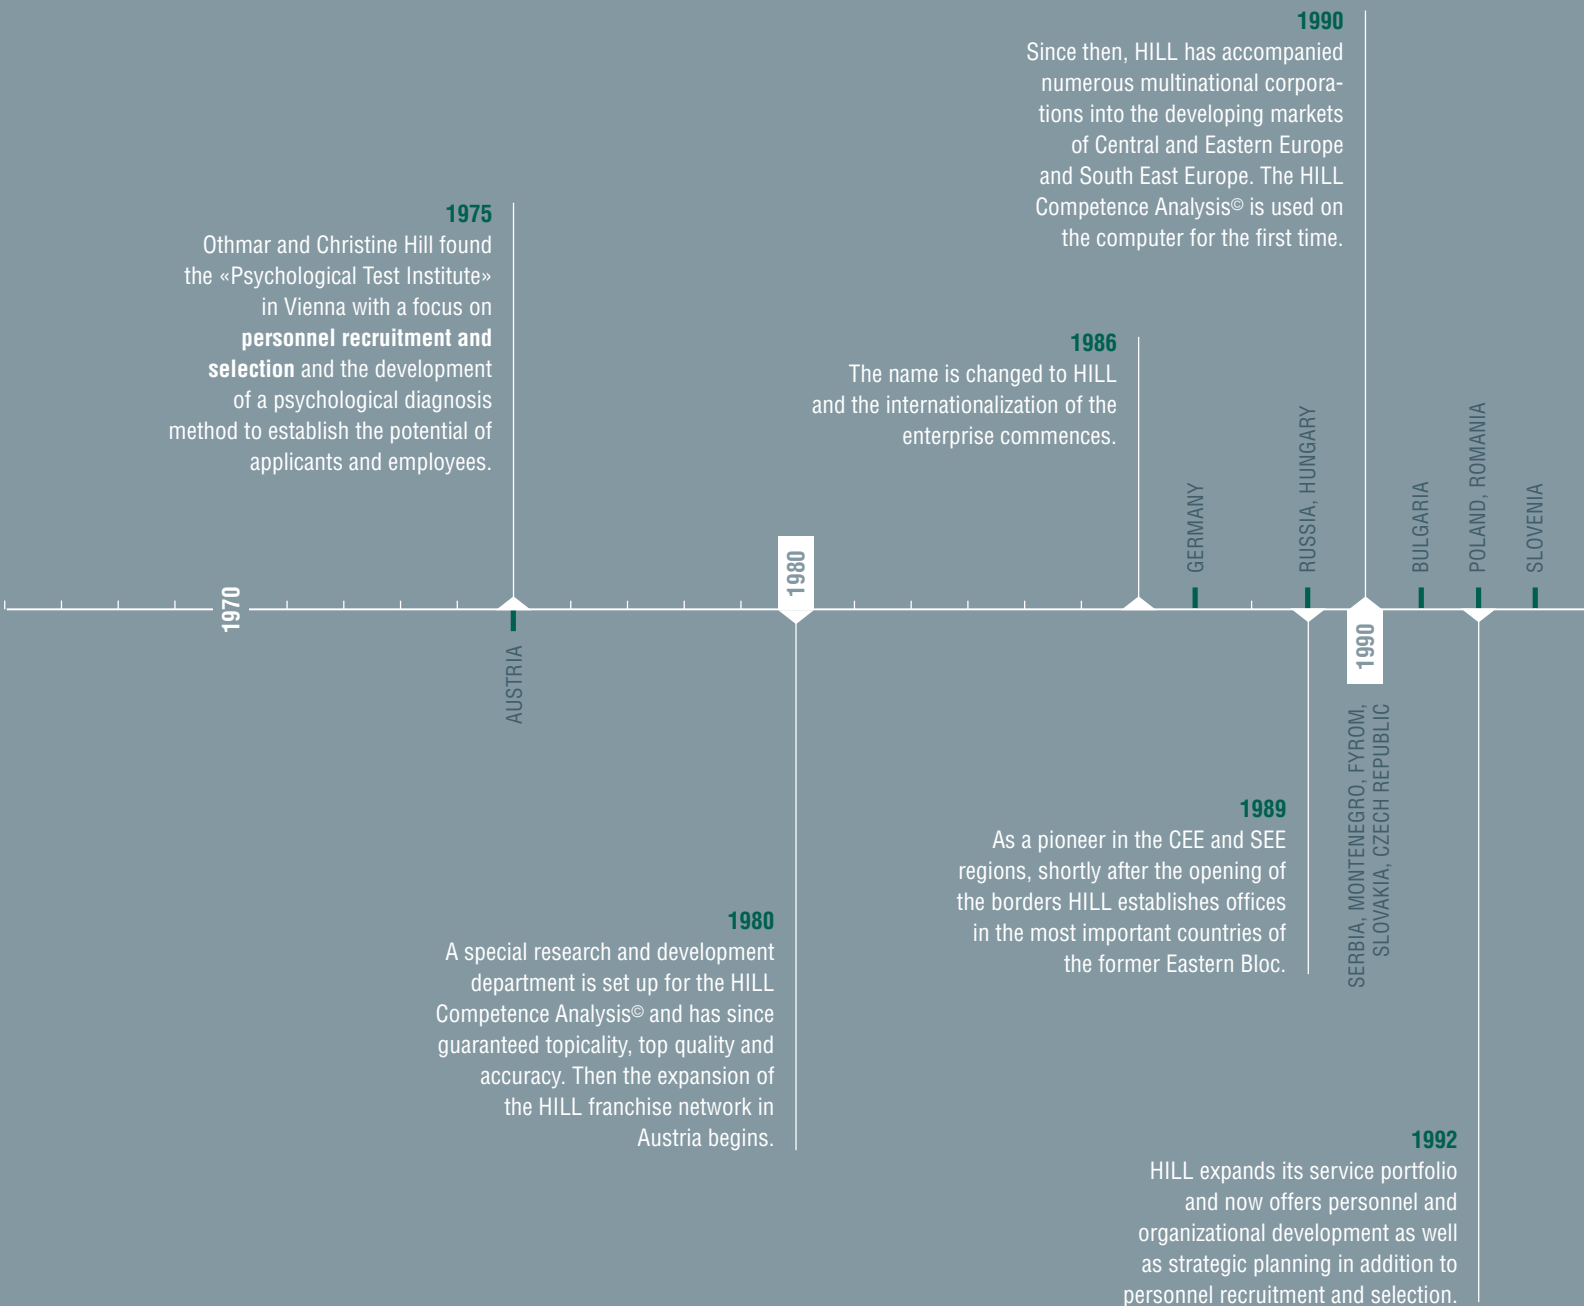 1975
Othmar and Christine Hill found
the «Psychological Test Institute»
in Vienna with a focus on
personnel recruitment and
selection and the development
of a psychological diagnosis
method to establish the potential of
applicants and employees.
1986
The name is changed to HILL
and the internationalization of the
enterprise commences.
1990
Since then, HILL has accompanied
numerous multinational corpora-
tions into the developing markets
of Central and Eastern Europe
and South East Europe. The HILL
Competence Analysis© is used on
the computer for the first time.
GERMANY
RUSSIA, HUNGARY
BULGARIA
POLAND, ROMANIA
SLOVENIA
1970
1980
1990
AUSTRIA
SERBIA, MONTENEGRO, FYROM,
SLOVAKIA, CZECH REPUBLIC
1980
A special research and development
department is set up for the HILL
Competence Analysis© and has since
guaranteed topicality, top quality and
accuracy. Then the expansion of
the HILL franchise network in
Austria begins.
1989
As a pioneer in the CEE and SEE
regions, shortly after the opening of
the borders HILL establishes offices
in the most important countries of
the former Eastern Bloc.
1992
HILL expands its service portfolio
and now offers personnel and
organizational development as well
as strategic planning in addition to
personnel recruitment and selection.